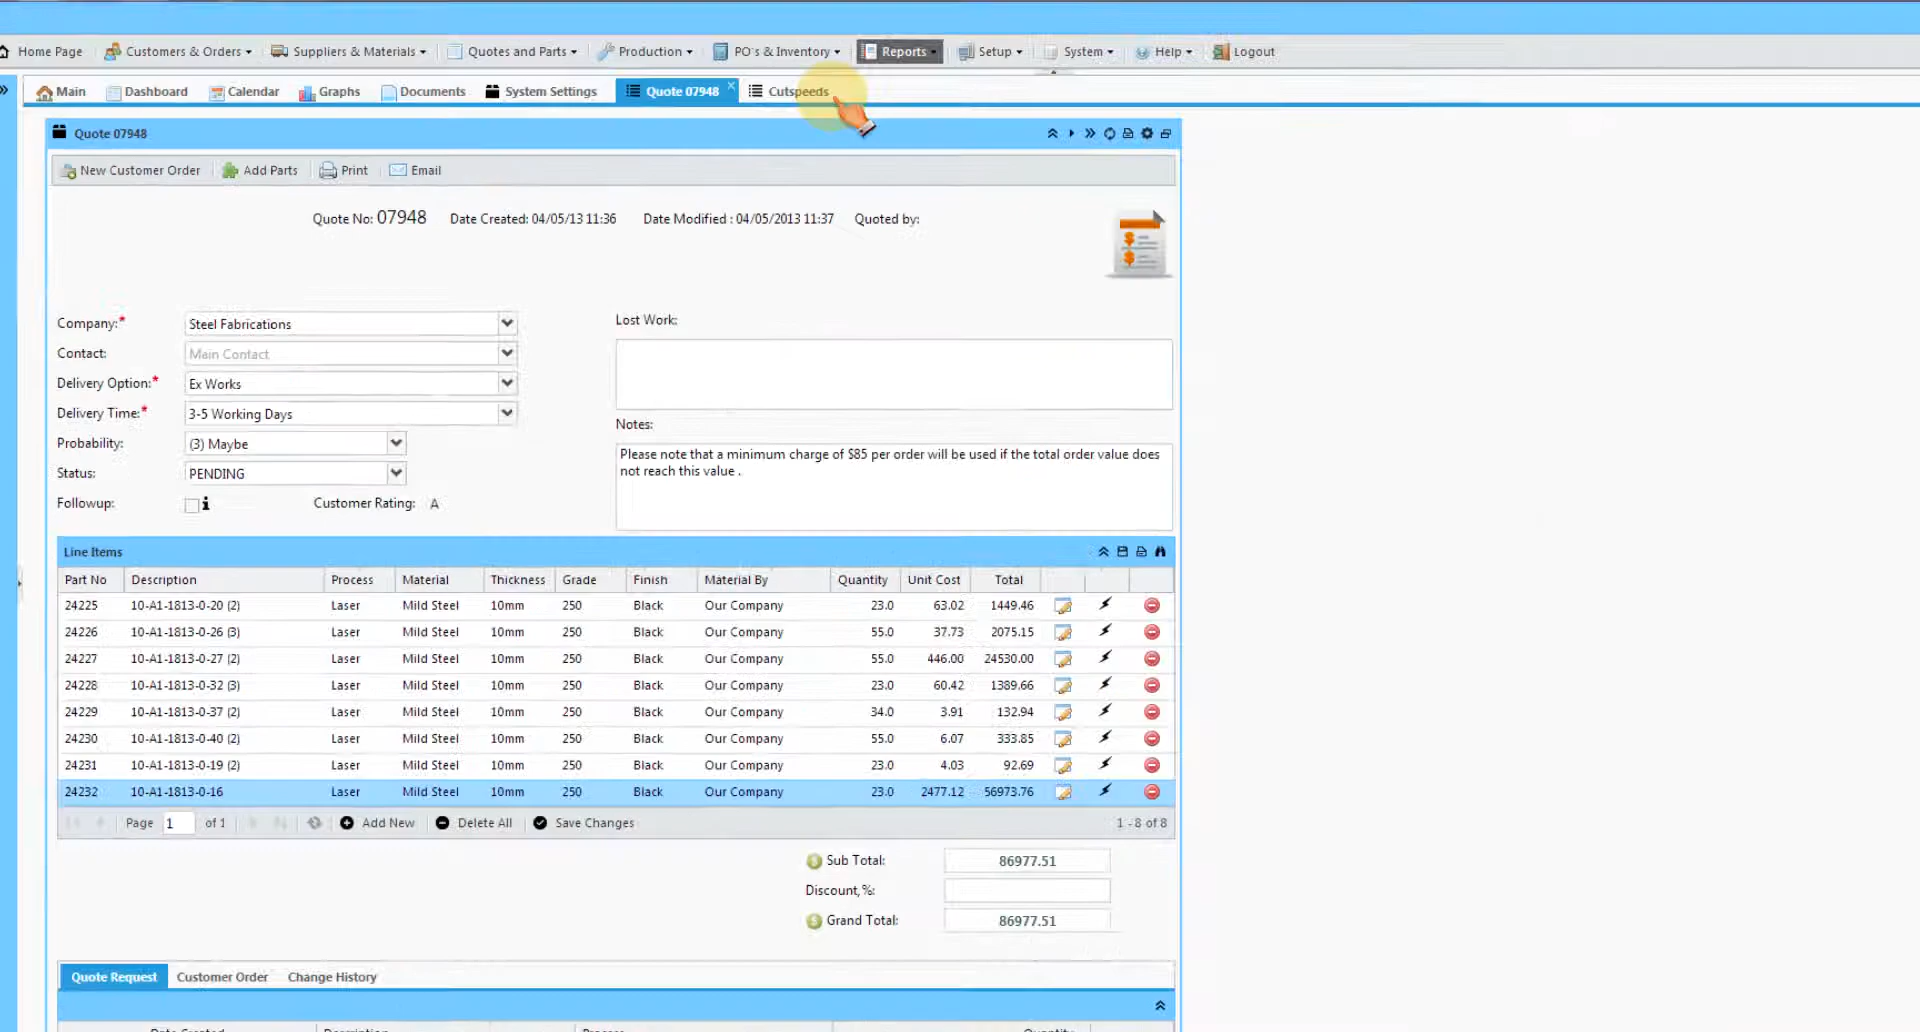 Home Page Customers & Orders Suppliers & Materials Quotes and Parts Production PO's & Inventory Reports Setup System Help Logout
Main Dashboard Calendar Graphs Documents System Settings Quote 07948 Cutspeeds
Quote 07948
New Customer Order Add Parts Print Email
Quote No: 07948 Date Created: 04/05/13 11:36 Date Modified : 04/05/2013 11:37 Quoted by:
Company:* Steel Fabrications
Contact: Main Contact
Delivery Option:* Ex Works
Delivery Time:* 3-5 Working Days
Probability: (3) Maybe
Status: PENDING
Followup: Customer Rating: A
Lost Work:
Notes:
Please note that a minimum charge of $85 per order will be used if the total order value does
not reach this value .
Line Items
Part No Description Process Material Thickness Grade Finish Material By Quantity Unit Cost Total
24225 10-A1-1813-0-20 (2) Laser Mild Steel 10mm 250 Black Our Company 23.0 63.02 1449.46
24226 10-A1-1813-0-26 (3) Laser Mild Steel 10mm 250 Black Our Company 55.0 37.73 2075.15
24227 10-A1-1813-0-27 (2) Laser Mild Steel 10mm 250 Black Our Company 55.0 446.00 24530.00
24228 10-A1-1813-0-32 (3) Laser Mild Steel 10mm 250 Black Our Company 23.0 60.42 1389.66
24229 10-A1-1813-0-37 (2) Laser Mild Steel 10mm 250 Black Our Company 34.0 3.91 132.94
24230 10-A1-1813-0-40 (2) Laser Mild Steel 10mm 250 Black Our Company 55.0 6.07 333.85
24231 10-A1-1813-0-19 (2) Laser Mild Steel 10mm 250 Black Our Company 23.0 4.03 92.69
24232 10-A1-1813-0-16 Laser Mild Steel 10mm 250 Black Our Company 23.0 2477.12 56973.76
Page 1 of 1 Add New Delete All Save Changes 1 - 8 of 8
Sub Total: 86977.51
Discount,%:
Grand Total: 86977.51
Quote Request Customer Order Change History
Date Created Description Process Quantity